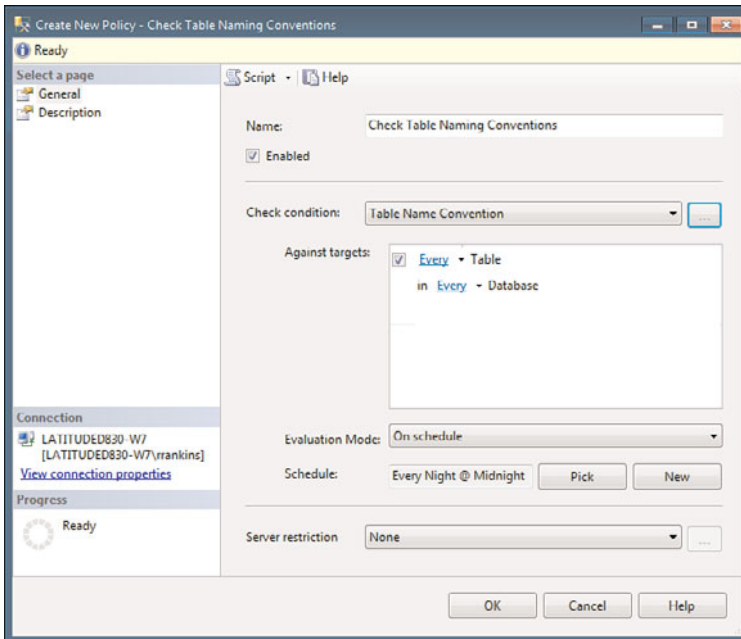 Create New Policy - Check Table Naming Conventions
Ready
Select a page
General
Description
Script
Help
Name:
Check Table Naming Conventions
Enabled
Check condition:
Table Name Convention
...
Against targets:
Every Table
in Every Database
Connection
LATITUDED830-W7
[LATITUDED830-W7\rrankins]
View connection properties
Evaluation Mode:
On schedule
Schedule:
Every Night @ Midnight
Pick
New
Progress
Ready
Server restriction
None
...
OK
Cancel
Help